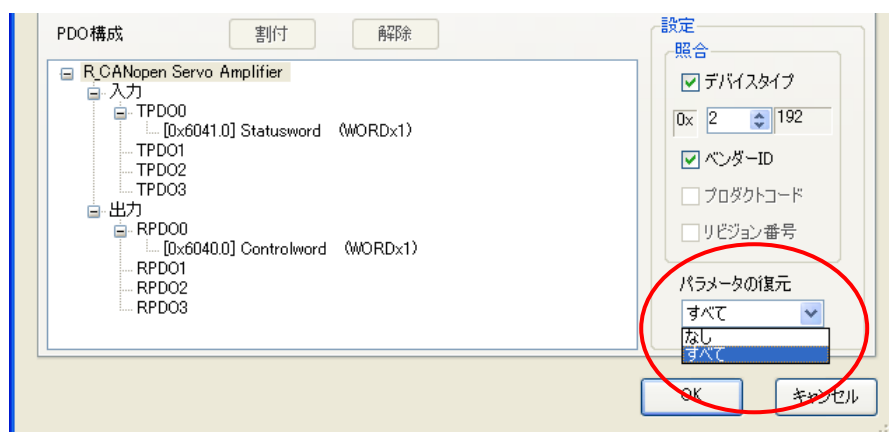 PDO構成
割付
解除
R_CANopen Servo Amplifier
入力
TPDO0
[0x6041.0] Statusword (WORDx1)
TPDO1
TPDO2
TPDO3
出力
RPDO0
[0x6040.0] Controlword (WORDx1)
RPDO1
RPDO2
RPDO3
設定
照合
デバイスタイプ
0x 2 192
ベンダーID
プロダクトコード
リビジョン番号
パラメータの復元
すべて
なし
すべて
OK
キャンセル